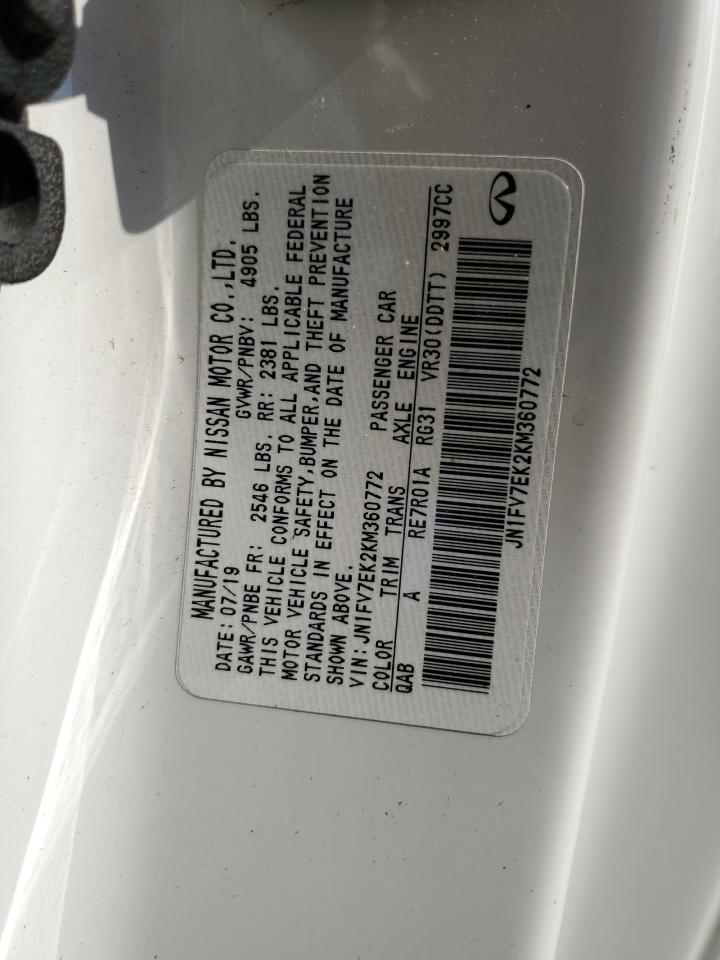 MANUFACTURED BY NISSAN MOTOR CO.,LTD.
DATE: 07/19 GVWR/PNBV: 4905 LBS.
GAWR/PNBE FR: 2546 LBS. RR: 2381 LBS.
THIS VEHICLE CONFORMS TO ALL APPLICABLE FEDERAL
MOTOR VEHICLE SAFETY,BUMPER,AND THEFT PREVENTION
STANDARDS IN EFFECT ON THE DATE OF MANUFACTURE
SHOWN ABOVE.
VIN:JN1FV7EK2KM360772 PASSENGER CAR
COLOR TRIM TRANS AXLE ENGINE
QAB A RE7R01A RG31 VR30(DDTT) 2997CC
JN1FV7EK2KM360772